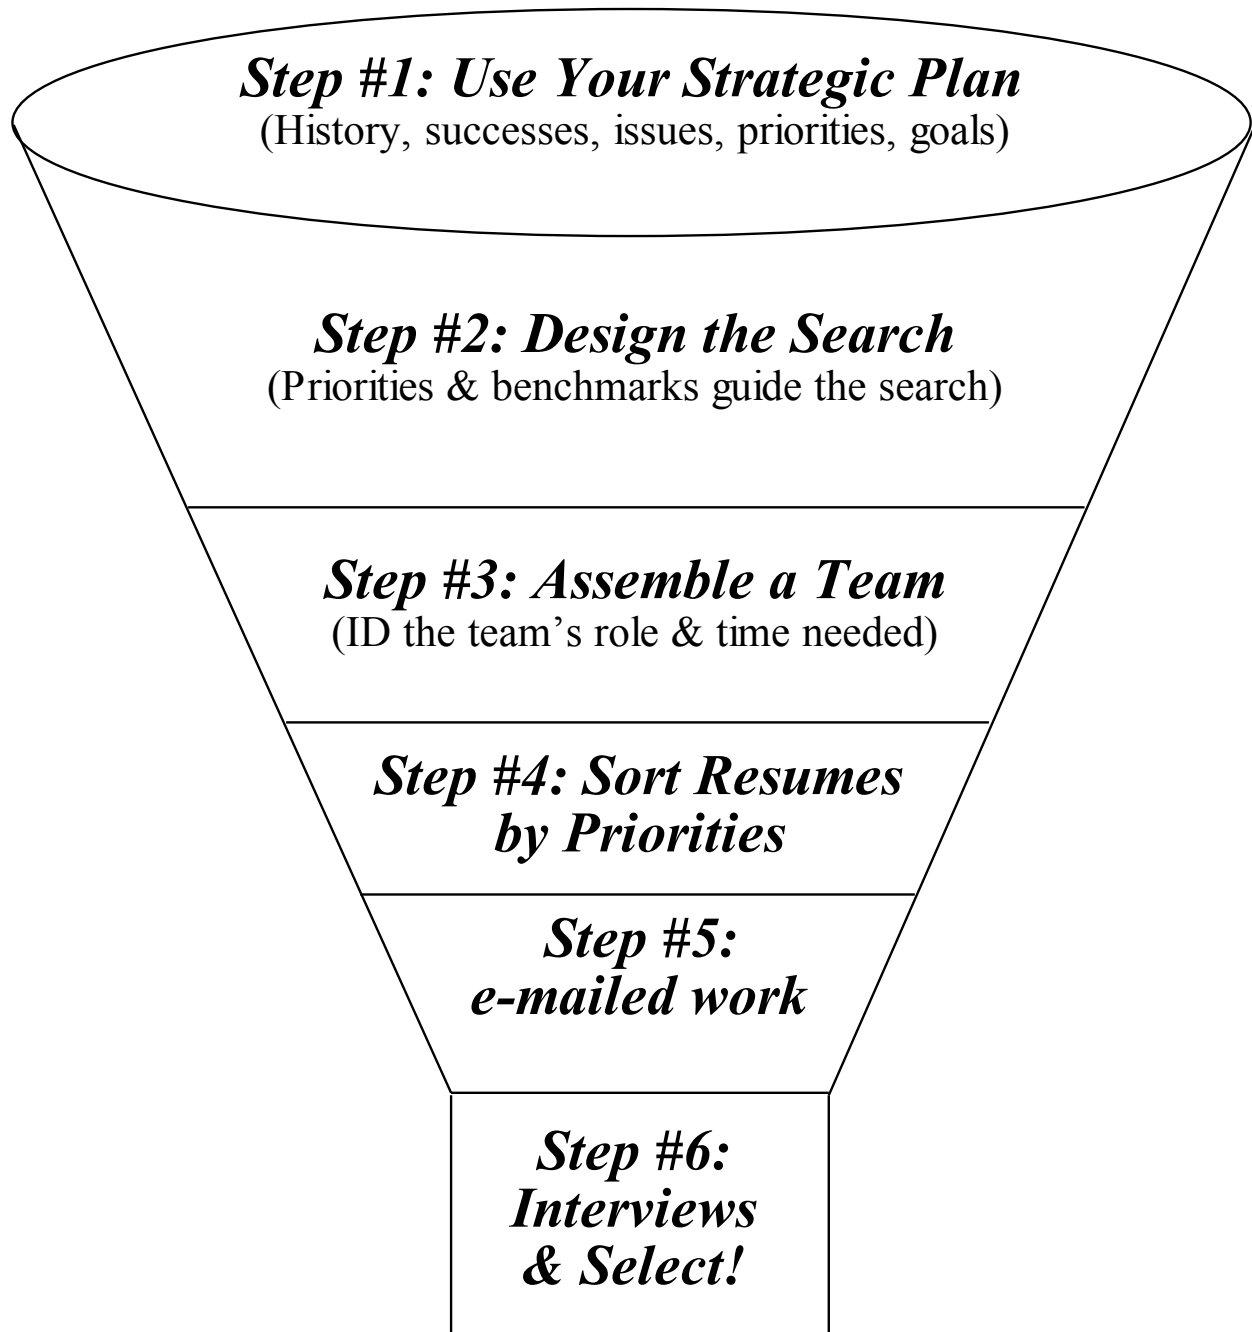 Step #1: Use Your Strategic Plan
(History, successes, issues, priorities, goals)
Step #2: Design the Search
(Priorities & benchmarks guide the search)
Step #3: Assemble a Team
(ID the team’s role & time needed)
Step #4: Sort Resumes
by Priorities
Step #5:
e-mailed work
Step #6:
Interviews
& Select!